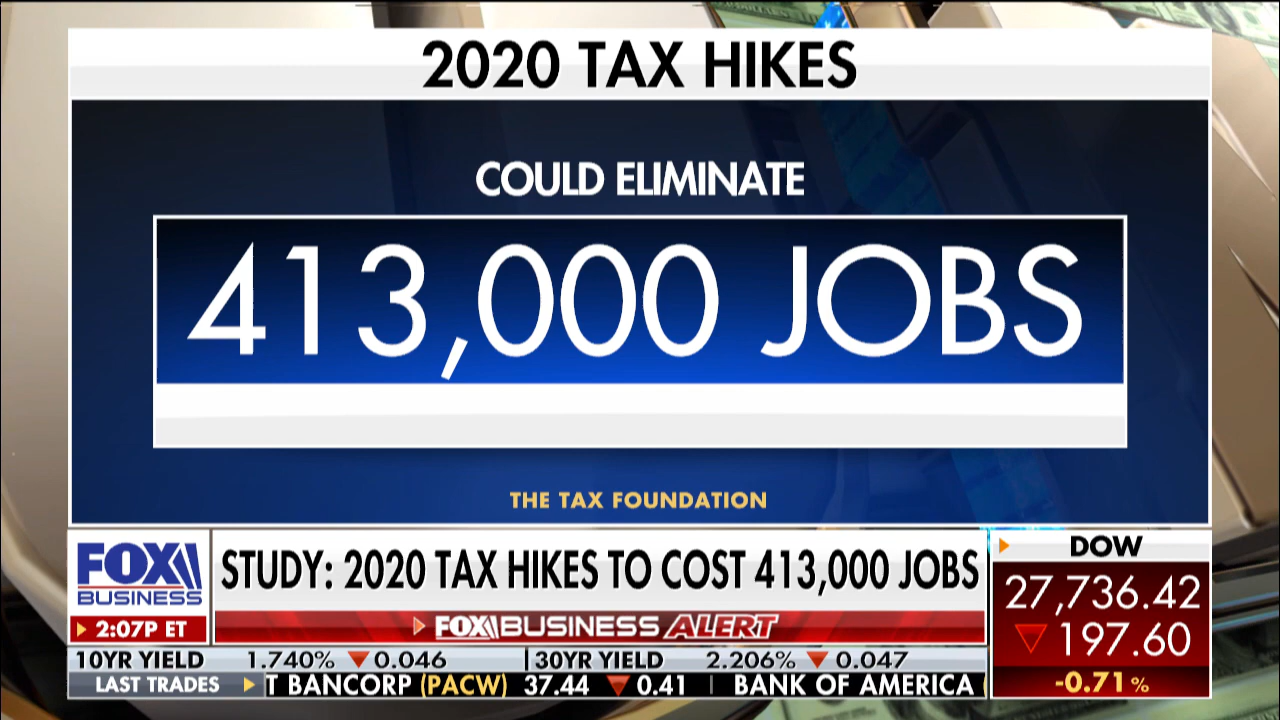 2020 TAX HIKES
COULD ELIMINATE
413,000 JOBS
THE TAX FOUNDATION
FOX BUSINESS
2:07P ET
STUDY: 2020 TAX HIKES TO COST 413,000 JOBS
FOX BUSINESS ALERT
DOW
27,736.42
197.60
-0.71%
10YR YIELD 1.740% 0.046 30YR YIELD 2.206% 0.047
LAST TRADES T BANCORP (PACW) 37.44 0.41 BANK OF AMERICA (